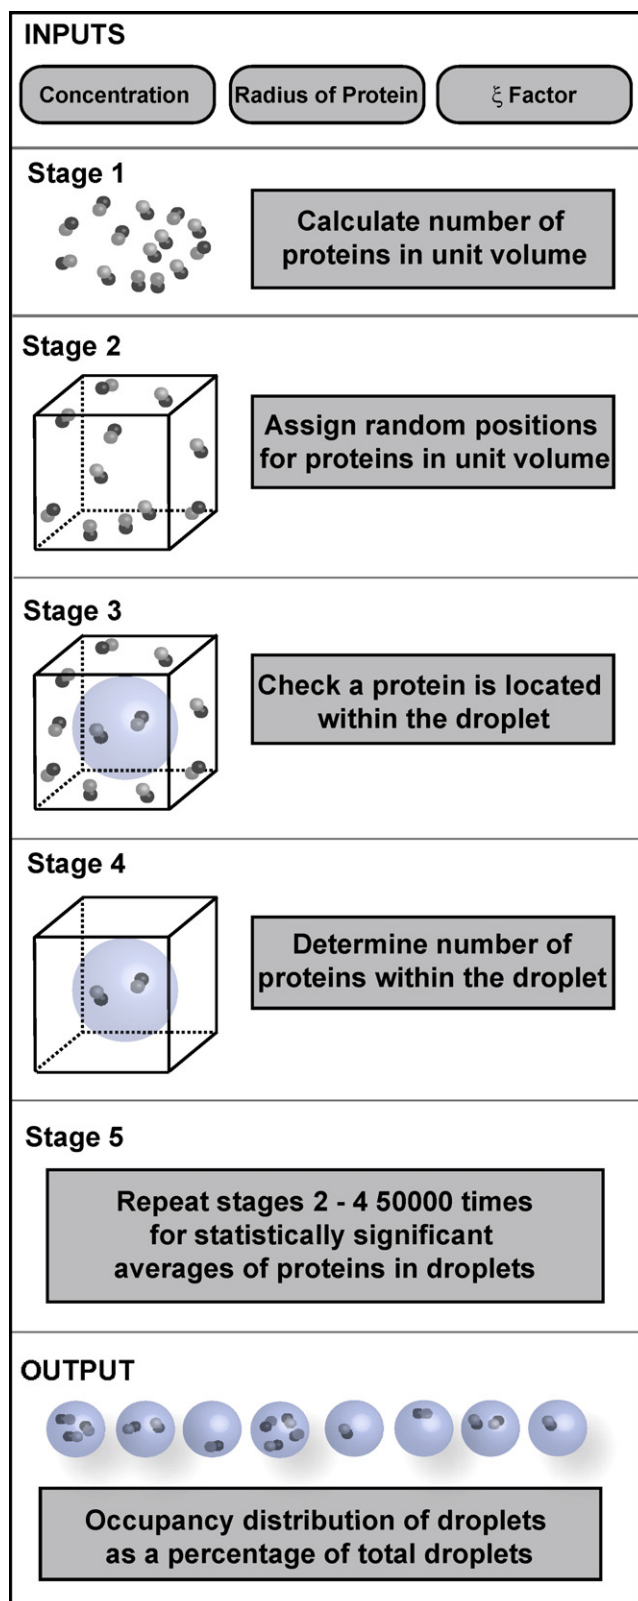 INPUTS
Concentration
Radius of Protein
ξ Factor
Stage 1
Calculate number of
proteins in unit volume
Stage 2
Assign random positions
for proteins in unit volume
Stage 3
Check a protein is located
within the droplet
Stage 4
Determine number of
proteins within the droplet
Stage 5
Repeat stages 2 - 4 50000 times
for statistically significant
averages of proteins in droplets
OUTPUT
Occupancy distribution of droplets
as a percentage of total droplets